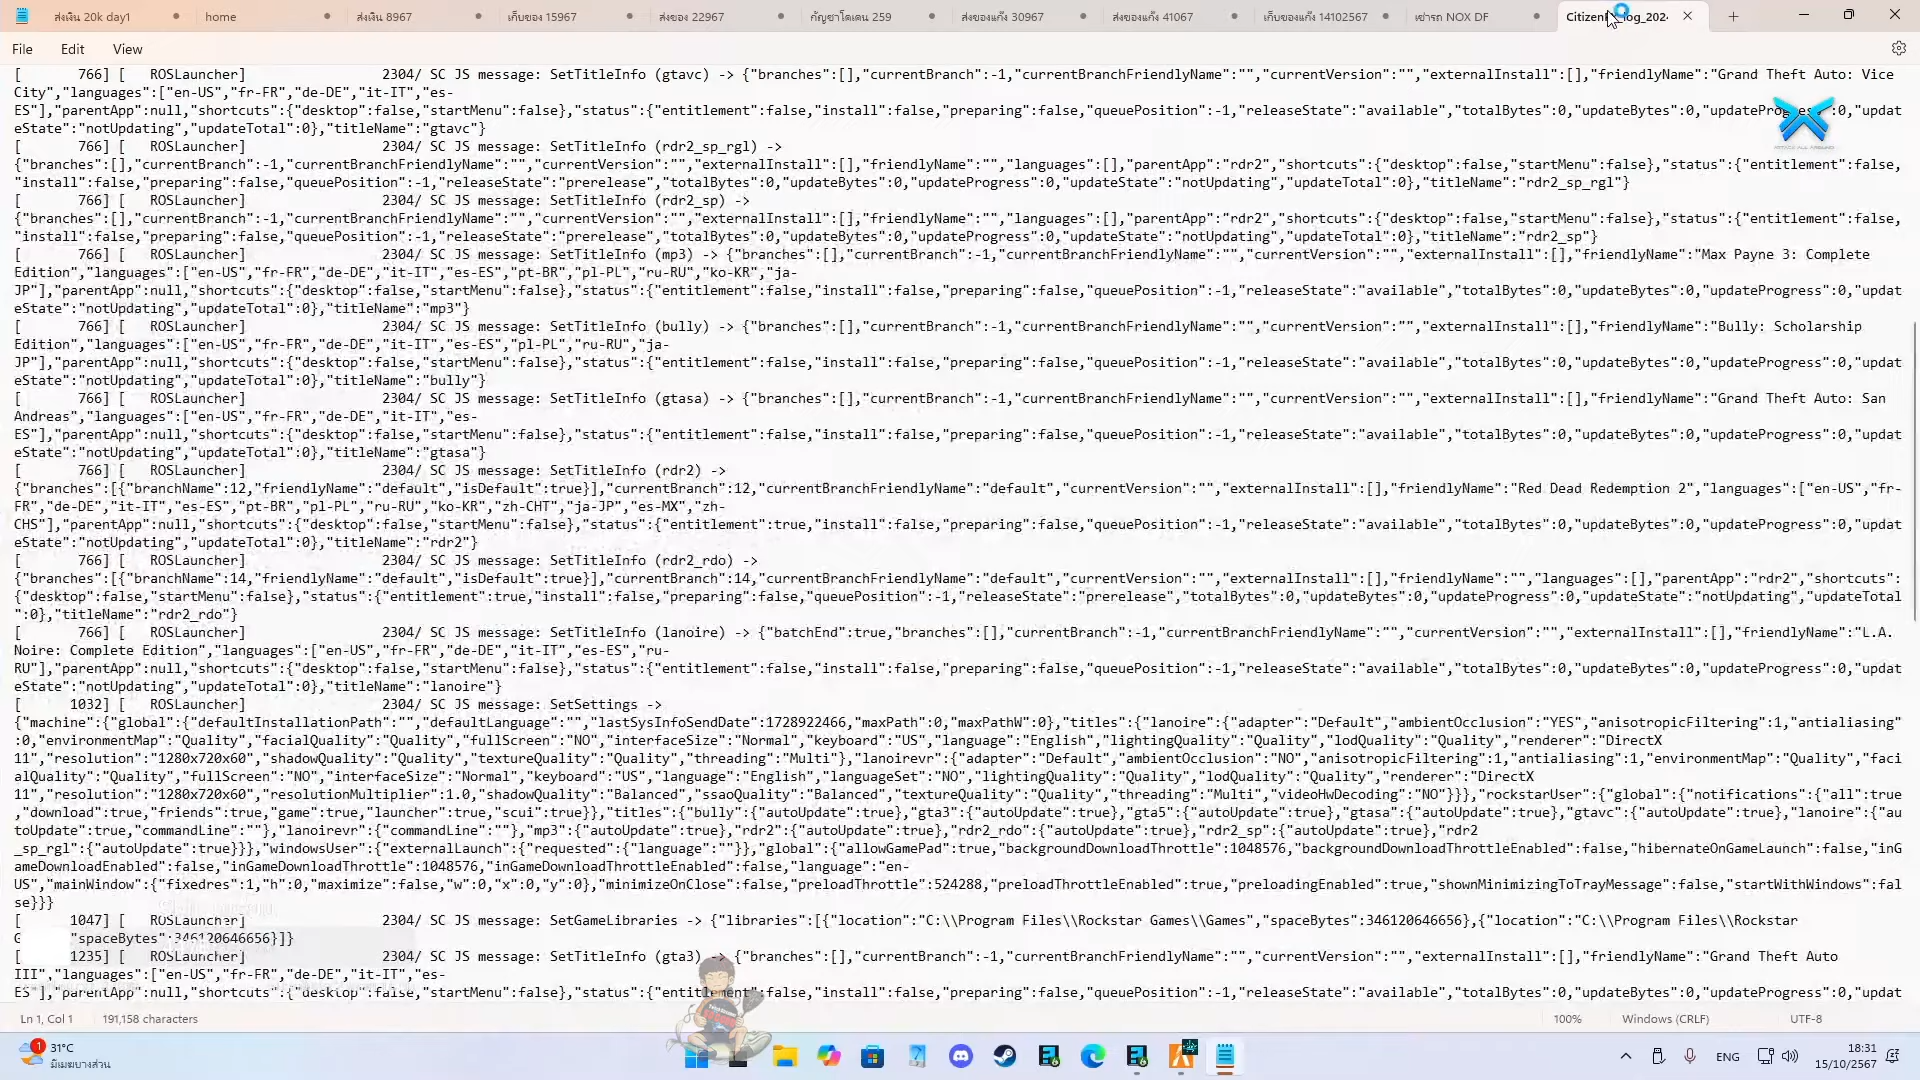 ส่งเงิน 20k day1
home
ส่งเงิน 8967
เก็บของ 15967
ส่งของ 22967
กัญชาโดเดน 259
ส่งของแก๊ง 30967
ส่งของแก๊ง 41067
เก็บของแก๊ง 14102567
เช่ารถ NOX DF
File Edit View
[       766] [    ROSLauncher]                 2304/ SC JS message: SetTitleInfo (gtavc) -> {"branches":[],"currentBranch":-1,"currentBranchFriendlyName":"","currentVersion":"","externalInstall":[],"friendlyName":"Grand Theft Auto: Vice
City","languages":["en-US","fr-FR","de-DE","it-IT","es-
ES"],"parentApp":null,"shortcuts":{"desktop":false,"startMenu":false},"status":{"entitlement":false,"install":false,"preparing":false,"queuePosition":-1,"releaseState":"available","totalBytes":0,"updateBytes":0,"updateProgress":0,"updat
eState":"notUpdating","updateTotal":0},"titleName":"gtavc"}
[       766] [    ROSLauncher]                 2304/ SC JS message: SetTitleInfo (rdr2_sp_rgl) ->
{"branches":[],"currentBranch":-1,"currentBranchFriendlyName":"","currentVersion":"","externalInstall":[],"friendlyName":"","languages":[],"parentApp":"rdr2","shortcuts":{"desktop":false,"startMenu":false},"status":{"entitlement":false,
"install":false,"preparing":false,"queuePosition":-1,"releaseState":"prerelease","totalBytes":0,"updateBytes":0,"updateProgress":0,"updateState":"notUpdating","updateTotal":0},"titleName":"rdr2_sp_rgl"}
[       766] [    ROSLauncher]                 2304/ SC JS message: SetTitleInfo (rdr2_sp) ->
{"branches":[],"currentBranch":-1,"currentBranchFriendlyName":"","currentVersion":"","externalInstall":[],"friendlyName":"","languages":[],"parentApp":"rdr2","shortcuts":{"desktop":false,"startMenu":false},"status":{"entitlement":false,
"install":false,"preparing":false,"queuePosition":-1,"releaseState":"prerelease","totalBytes":0,"updateBytes":0,"updateProgress":0,"updateState":"notUpdating","updateTotal":0},"titleName":"rdr2_sp"}
[       766] [    ROSLauncher]                 2304/ SC JS message: SetTitleInfo (mp3) -> {"branches":[],"currentBranch":-1,"currentBranchFriendlyName":"","currentVersion":"","externalInstall":[],"friendlyName":"Max Payne 3: Complete
Edition","languages":["en-US","fr-FR","de-DE","it-IT","es-ES","pt-BR","pl-PL","ru-RU","ko-KR","ja-
JP"],"parentApp":null,"shortcuts":{"desktop":false,"startMenu":false},"status":{"entitlement":false,"install":false,"preparing":false,"queuePosition":-1,"releaseState":"available","totalBytes":0,"updateBytes":0,"updateProgress":0,"updat
eState":"notUpdating","updateTotal":0},"titleName":"mp3"}
[       766] [    ROSLauncher]                 2304/ SC JS message: SetTitleInfo (bully) -> {"branches":[],"currentBranch":-1,"currentBranchFriendlyName":"","currentVersion":"","externalInstall":[],"friendlyName":"Bully: Scholarship
Edition","languages":["en-US","fr-FR","de-DE","it-IT","es-ES","pl-PL","ru-RU","ja-
JP"],"parentApp":null,"shortcuts":{"desktop":false,"startMenu":false},"status":{"entitlement":false,"install":false,"preparing":false,"queuePosition":-1,"releaseState":"available","totalBytes":0,"updateBytes":0,"updateProgress":0,"updat
eState":"notUpdating","updateTotal":0},"titleName":"bully"}
[       766] [    ROSLauncher]                 2304/ SC JS message: SetTitleInfo (gtasa) -> {"branches":[],"currentBranch":-1,"currentBranchFriendlyName":"","currentVersion":"","externalInstall":[],"friendlyName":"Grand Theft Auto: San
Andreas","languages":["en-US","fr-FR","de-DE","it-IT","es-
ES"],"parentApp":null,"shortcuts":{"desktop":false,"startMenu":false},"status":{"entitlement":false,"install":false,"preparing":false,"queuePosition":-1,"releaseState":"available","totalBytes":0,"updateBytes":0,"updateProgress":0,"updat
eState":"notUpdating","updateTotal":0},"titleName":"gtasa"}
[       766] [    ROSLauncher]                 2304/ SC JS message: SetTitleInfo (rdr2) ->
{"branches":[{"branchName":12,"friendlyName":"default","isDefault":true}],"currentBranch":12,"currentBranchFriendlyName":"default","currentVersion":"","externalInstall":[],"friendlyName":"Red Dead Redemption 2","languages":["en-US","fr-
FR","de-DE","it-IT","es-ES","pt-BR","pl-PL","ru-RU","ko-KR","zh-CHT","ja-JP","es-MX","zh-
CHS"],"parentApp":null,"shortcuts":{"desktop":false,"startMenu":false},"status":{"entitlement":true,"install":false,"preparing":false,"queuePosition":-1,"releaseState":"available","totalBytes":0,"updateBytes":0,"updateProgress":0,"updat
eState":"notUpdating","updateTotal":0},"titleName":"rdr2"}
[       766] [    ROSLauncher]                 2304/ SC JS message: SetTitleInfo (rdr2_rdo) ->
{"branches":[{"branchName":14,"friendlyName":"default","isDefault":true}],"currentBranch":14,"currentBranchFriendlyName":"default","currentVersion":"","externalInstall":[],"friendlyName":"","languages":[],"parentApp":"rdr2","shortcuts":
{"desktop":false,"startMenu":false},"status":{"entitlement":true,"install":false,"preparing":false,"queuePosition":-1,"releaseState":"prerelease","totalBytes":0,"updateBytes":0,"updateProgress":0,"updateState":"notUpdating","updateTotal
":0},"titleName":"rdr2_rdo"}
[       766] [    ROSLauncher]                 2304/ SC JS message: SetTitleInfo (lanoire) -> {"batchEnd":true,"branches":[],"currentBranch":-1,"currentBranchFriendlyName":"","currentVersion":"","externalInstall":[],"friendlyName":"L.A.
Noire: Complete Edition","languages":["en-US","fr-FR","de-DE","it-IT","es-ES","ru-
RU"],"parentApp":null,"shortcuts":{"desktop":false,"startMenu":false},"status":{"entitlement":false,"install":false,"preparing":false,"queuePosition":-1,"releaseState":"available","totalBytes":0,"updateBytes":0,"updateProgress":0,"updat
eState":"notUpdating","updateTotal":0},"titleName":"lanoire"}
[      1032] [    ROSLauncher]                 2304/ SC JS message: SetSettings ->
{"machine":{"global":{"defaultInstallationPath":"","defaultLanguage":"","lastSysInfoSendDate":1728922466,"maxPath":0,"maxPathW":0},"titles":{"lanoire":{"adapter":"Default","ambientOcclusion":"YES","anisotropicFiltering":1,"antialiasing"
:0,"environmentMap":"Quality","facialQuality":"Quality","fullScreen":"NO","interfaceSize":"Normal","keyboard":"US","language":"English","lightingQuality":"Quality","lodQuality":"Quality","renderer":"DirectX
11","resolution":"1280x720x60","shadowQuality":"Quality","textureQuality":"Quality","threading":"Multi"},"lanoirevr":{"adapter":"Default","ambientOcclusion":"NO","anisotropicFiltering":1,"antialiasing":1,"environmentMap":"Quality","faci
alQuality":"Quality","fullScreen":"NO","interfaceSize":"Normal","keyboard":"US","language":"English","languageSet":"NO","lightingQuality":"Quality","lodQuality":"Quality","renderer":"DirectX
11","resolution":"1280x720x60","resolutionMultiplier":1.0,"shadowQuality":"Balanced","ssaoQuality":"Balanced","textureQuality":"Quality","threading":"Multi","videoHwDecoding":"NO"}}},"rockstarUser":{"global":{"notifications":{"all":true
,"download":true,"friends":true,"game":true,"launcher":true,"scui":true}},"titles":{"bully":{"autoUpdate":true},"gta3":{"autoUpdate":true},"gta5":{"autoUpdate":true},"gtasa":{"autoUpdate":true},"gtavc":{"autoUpdate":true},"lanoire":{"au
toUpdate":true,"commandLine":""},"lanoirevr":{"commandLine":""},"mp3":{"autoUpdate":true},"rdr2":{"autoUpdate":true},"rdr2_rdo":{"autoUpdate":true},"rdr2_sp":{"autoUpdate":true},"rdr2
_sp_rgl":{"autoUpdate":true}}},"windowsUser":{"externalLaunch":{"requested":{"language":""}},"global":{"allowGamePad":true,"backgroundDownloadThrottle":1048576,"backgroundDownloadThrottleEnabled":false,"hibernateOnGameLaunch":false,"inG
ameDownloadEnabled":false,"inGameDownloadThrottle":1048576,"inGameDownloadThrottleEnabled":false,"language":"en-
US","mainWindow":{"fixedres":1,"h":0,"maximize":false,"w":0,"x":0,"y":0},"minimizeOnClose":false,"preloadThrottle":524288,"preloadThrottleEnabled":true,"preloadingEnabled":true,"shownMinimizingToTrayMessage":false,"startWithWindows":fal
se}}}
[      1047] [    ROSLauncher]                 2304/ SC JS message: SetGameLibraries -> {"libraries":[{"location":"C:\\Program Files\\Rockstar Games\\Games","spaceBytes":346120646656},{"location":"C:\\Program Files\\Rockstar
G "spaceBytes":346120646656}]}
1235] [    ROSLauncher]                 2304/ SC JS message: SetTitleInfo (gta3) -> {"branches":[],"currentBranch":-1,"currentBranchFriendlyName":"","currentVersion":"","externalInstall":[],"friendlyName":"Grand Theft Auto
III","languages":["en-US","fr-FR","de-DE","it-IT","es-
ES"],"parentApp":null,"shortcuts":{"desktop":false,"startMenu":false},"status":{"entitlement":false,"install":false,"preparing":false,"queuePosition":-1,"releaseState":"available","totalBytes":0,"updateBytes":0,"updateProgress":0,"updat
Ln 1, Col 1
191,158 characters
100%
Windows (CRLF)
UTF-8
1
31°C
มีเมฆบางส่วน
ENG
18:31
15/10/2567